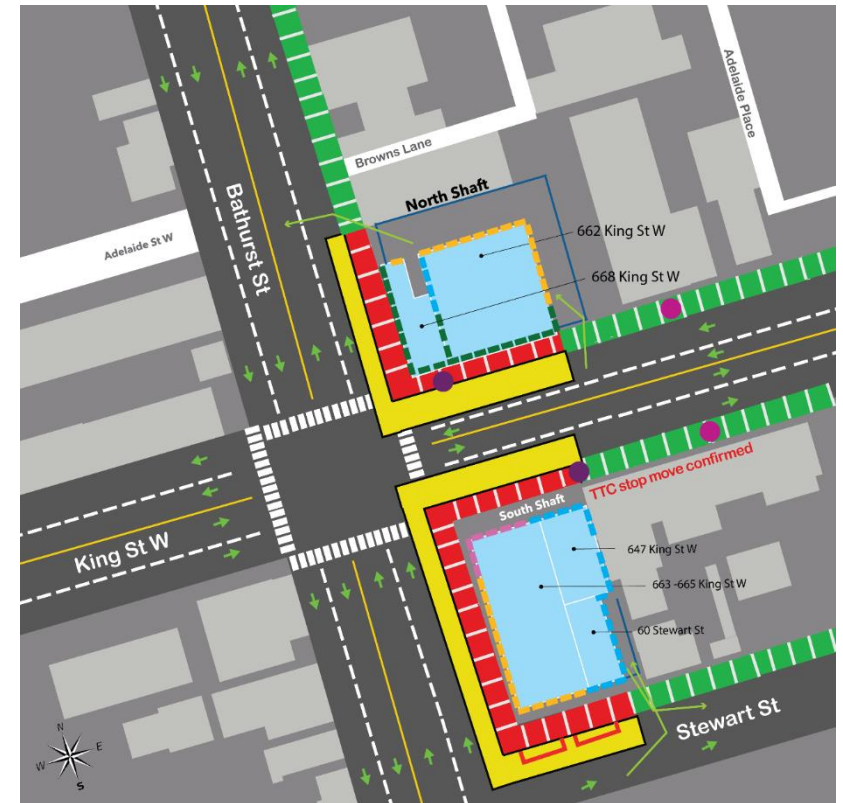 Adelaide Place
Browns Lane
North Shaft
Bathurst St
662 King St W
Adelaide St W
668 King St W
TTC stop move confirmed
South Shaft
647 King St W
King St W
663 -665 King St W
60 Stewart St
Stewart St
N
W
E
S